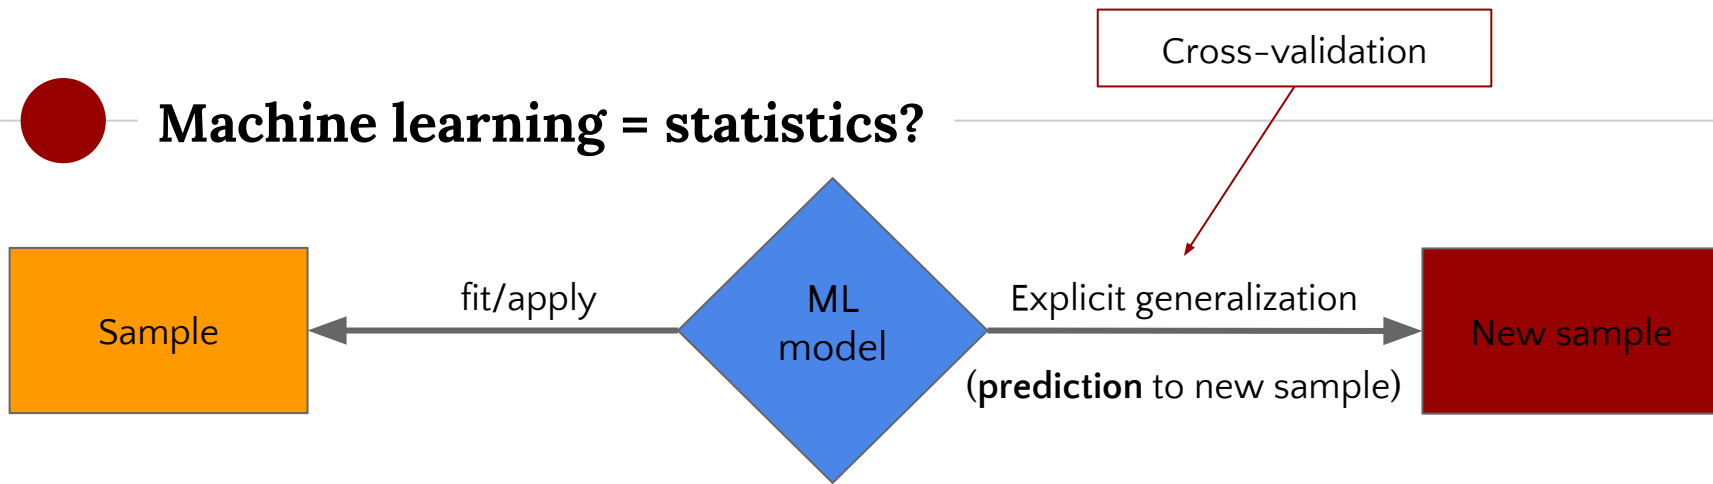 Cross-validation
Machine learning = statistics?
Sample
fit/apply
ML
model
Explicit generalization
(prediction to new sample)
New sample